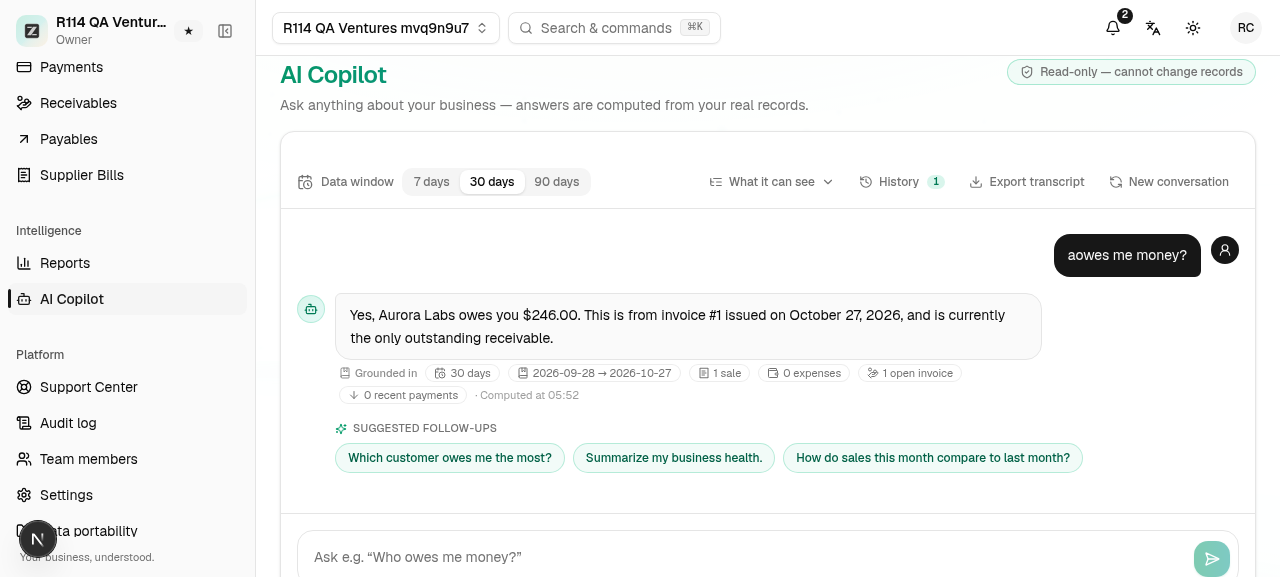 R114 QA Ventur...
Owner
Payments
Receivables
Payables
Supplier Bills
Intelligence
Reports
AI Copilot
Platform
Support Center
Audit log
Team members
Settings
ata portability
N
Your business, understood.
R114 QA Ventures mvq9n9u7
Search & commands ⌘K
2
RC
AI Copilot
Read-only — cannot change records
Ask anything about your business — answers are computed from your real records.
Data window 7 days 30 days 90 days
What it can see History 1 Export transcript New conversation
aowes me money?
Yes, Aurora Labs owes you $246.00. This is from invoice #1 issued on October 27, 2026, and is currently
the only outstanding receivable.
Grounded in 30 days 2026-09-28 → 2026-10-27 1 sale 0 expenses 1 open invoice
0 recent payments · Computed at 05:52
SUGGESTED FOLLOW-UPS
Which customer owes me the most? Summarize my business health. How do sales this month compare to last month?
Ask e.g. “Who owes me money?”